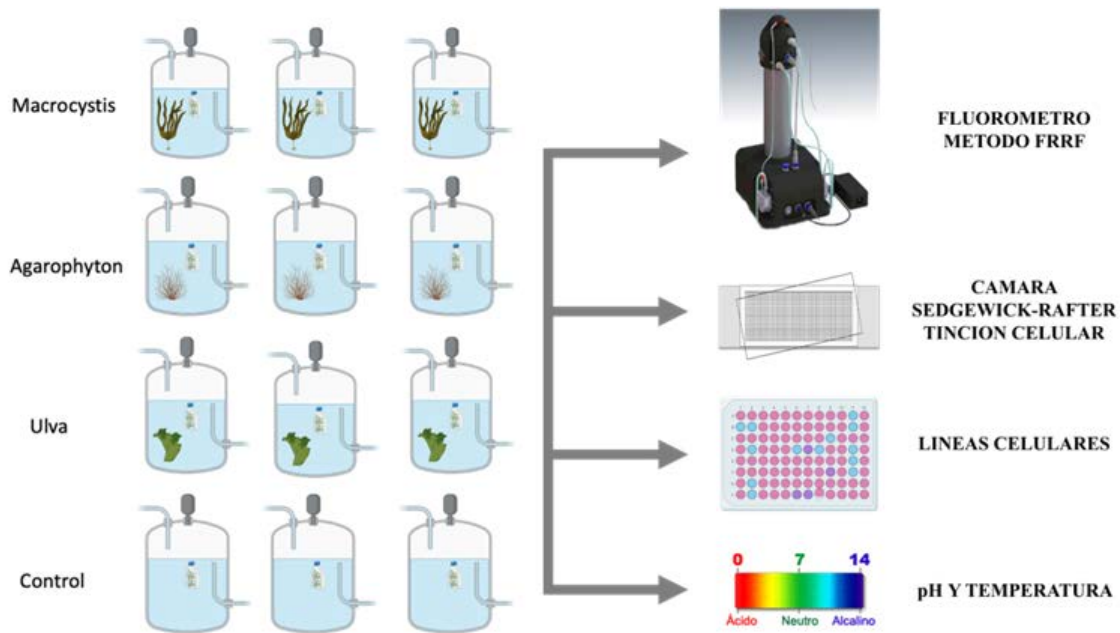 Macrocystis
Agarophyton
Ulva
Control
FLUOROMETRO
METODO FRRF
CAMARA
SEDGEWICK-RAFTER
TINCION CELULAR
LINEAS CELULARES
0 7 14
Ácido Neutro Alcalino
pH Y TEMPERATURA